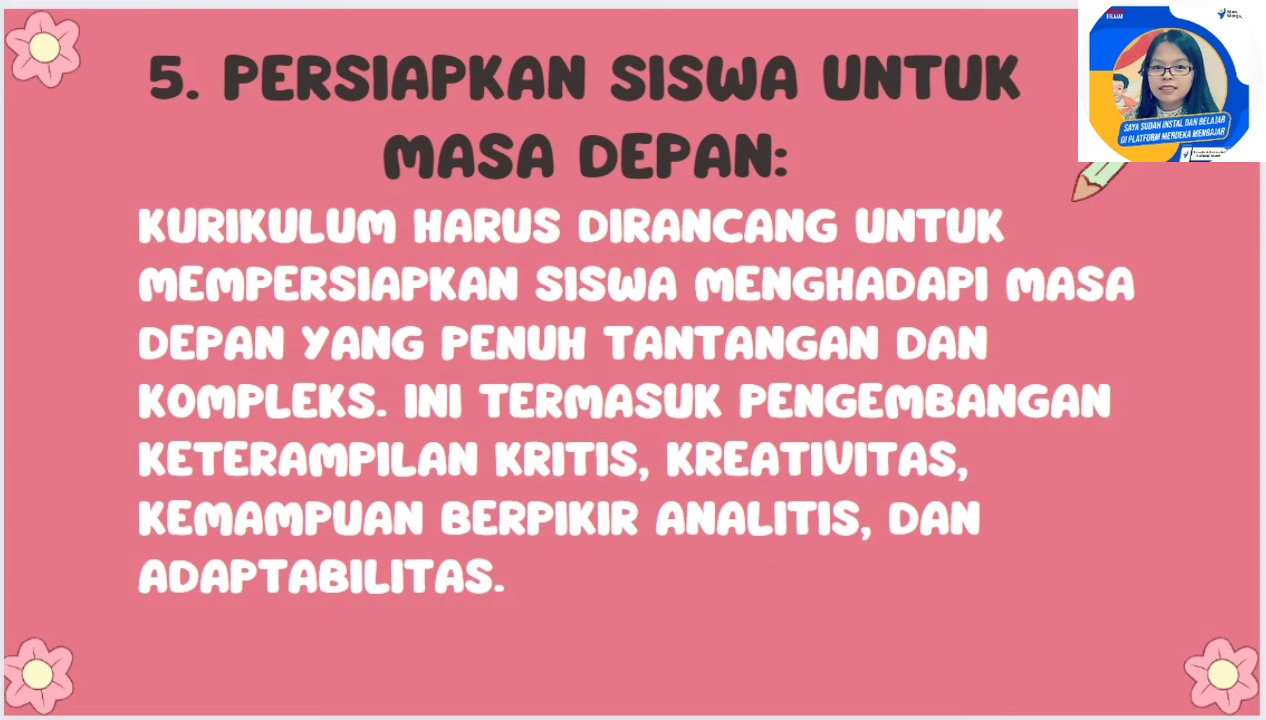 5. PERSIAPKAN SISWA UNTUK
MASA DEPAN:
KURIKULUM HARUS DIRANCANG UNTUK
MEMPERSIAPKAN SISWA MENGHADAPI MASA
DEPAN YANG PENUH TANTANGAN DAN
KOMPLEKS. INI TERMASUK PENGEMBANGAN
KETERAMPILAN KRITIS, KREATIVITAS,
KEMAMPUAN BERPIKIR ANALITIS, DAN
ADAPTABILITAS.
BELAJAR
SAYA SUDAH INSTAL DAN BELAJAR
DI PLATFORM MERDEKA MENGAJAR